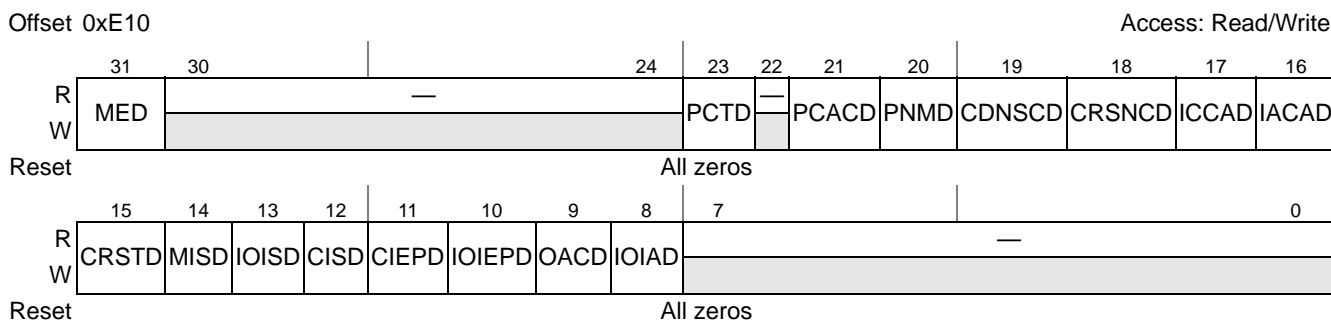 Offset 0xE10 Access: Read/Write
31 30 24 23 22 21 20 19 18 17 16
R MED — PCTD — PCACD PNMD CDNSCD CRSNCD ICCAD IACAD
W
Reset All zeros
15 14 13 12 11 10 9 8 7 0
R CRSTD MISD IOISD CISD CIEPD IOIEPD OACD IOIAD —
W
Reset All zeros